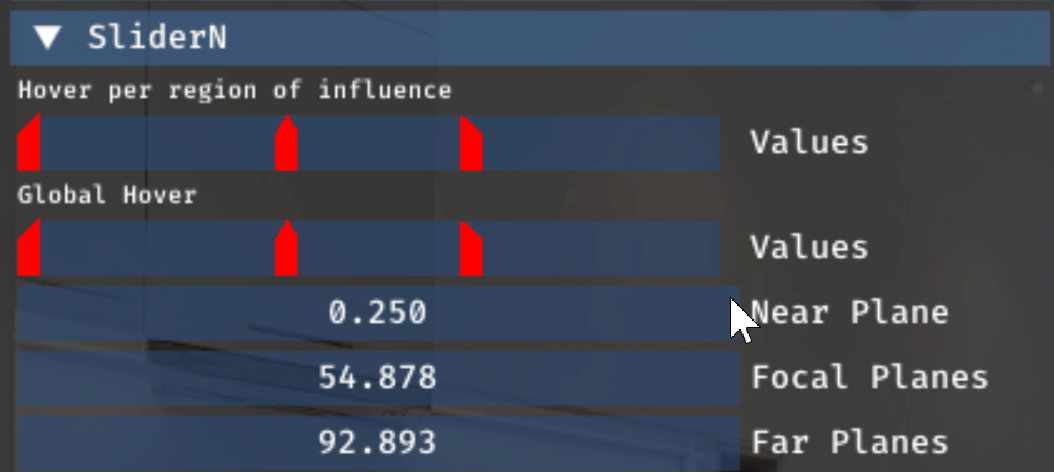 SliderN
Hover per region of influence
Values
Global Hover
Values
0.250 Near Plane
54.878 Focal Planes
92.893 Far Planes